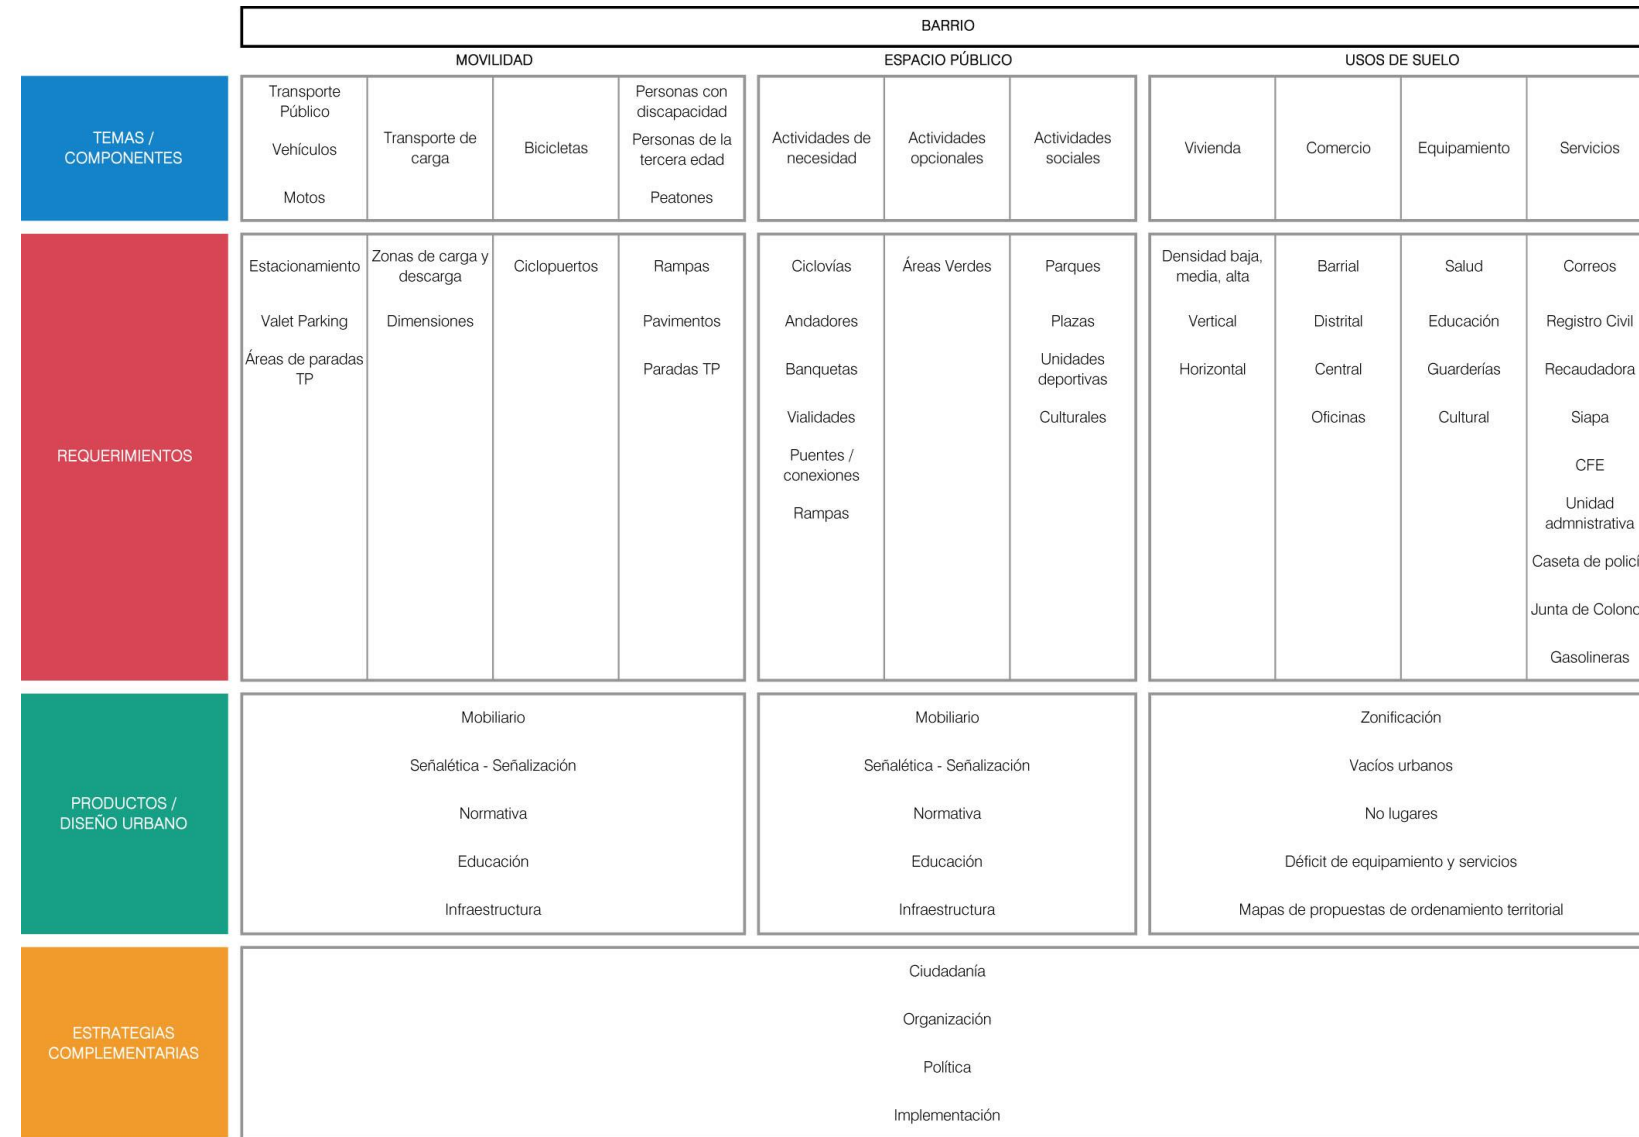 BARRIO
MOVILIDAD
ESPACIO PÚBLICO
USOS DE SUELO
TEMAS /
COMPONENTES
Transporte
Público
Vehículos
Motos
Transporte de
carga
Bicicletas
Personas con
discapacidad
Personas de la
tercera edad
Peatones
Actividades de
necesidad
Actividades
opcionales
Actividades
sociales
Vivienda
Comercio
Equipamiento
Servicios
REQUERIMIENTOS
Estacionamiento
Valet Parking
Áreas de paradas
TP
Zonas de carga y
descarga
Dimensiones
Ciclopuertos
Rampas
Pavimentos
Paradas TP
Ciclovías
Andadores
Banquetas
Vialidades
Puentes /
conexiones
Rampas
Áreas Verdes
Parques
Plazas
Unidades
deportivas
Culturales
Densidad baja,
media, alta
Vertical
Horizontal
Barrial
Distrital
Central
Oficinas
Salud
Educación
Guarderías
Cultural
Correos
Registro Civil
Recaudadora
Siapa
CFE
Unidad
admnistrativa
Caseta de policí
Junta de Colono
Gasolineras
PRODUCTOS /
DISEÑO URBANO
Mobiliario
Señalética - Señalización
Normativa
Educación
Infraestructura
Mobiliario
Señalética - Señalización
Normativa
Educación
Infraestructura
Zonificación
Vacíos urbanos
No lugares
Déficit de equipamiento y servicios
Mapas de propuestas de ordenamiento territorial
ESTRATEGIAS
COMPLEMENTARIAS
Ciudadanía
Organización
Política
Implementación